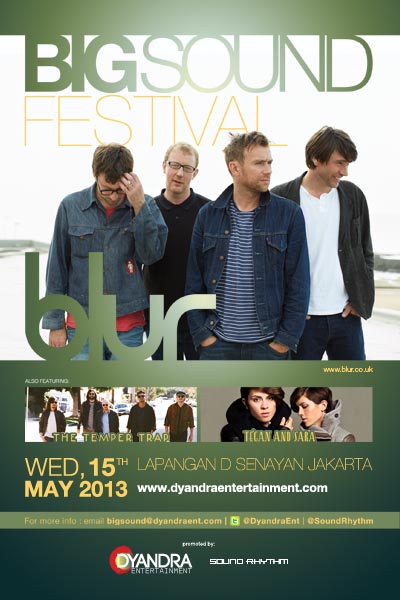 BIGSOUND
FESTIVAL
blur
www.blur.co.uk
ALSO FEATURING:
THE TEMPER TRAP
TEGAN AND SARA
WED, 15TH LAPANGAN D SENAYAN JAKARTA
MAY 2013 www.dyandraentertainment.com
For more info : email bigsound@dyandraent.com | @DyandraEnt | @SoundRhythm
promoted by:
DYANDRA
ENTERTAINMENT
SOUND RHYTHM